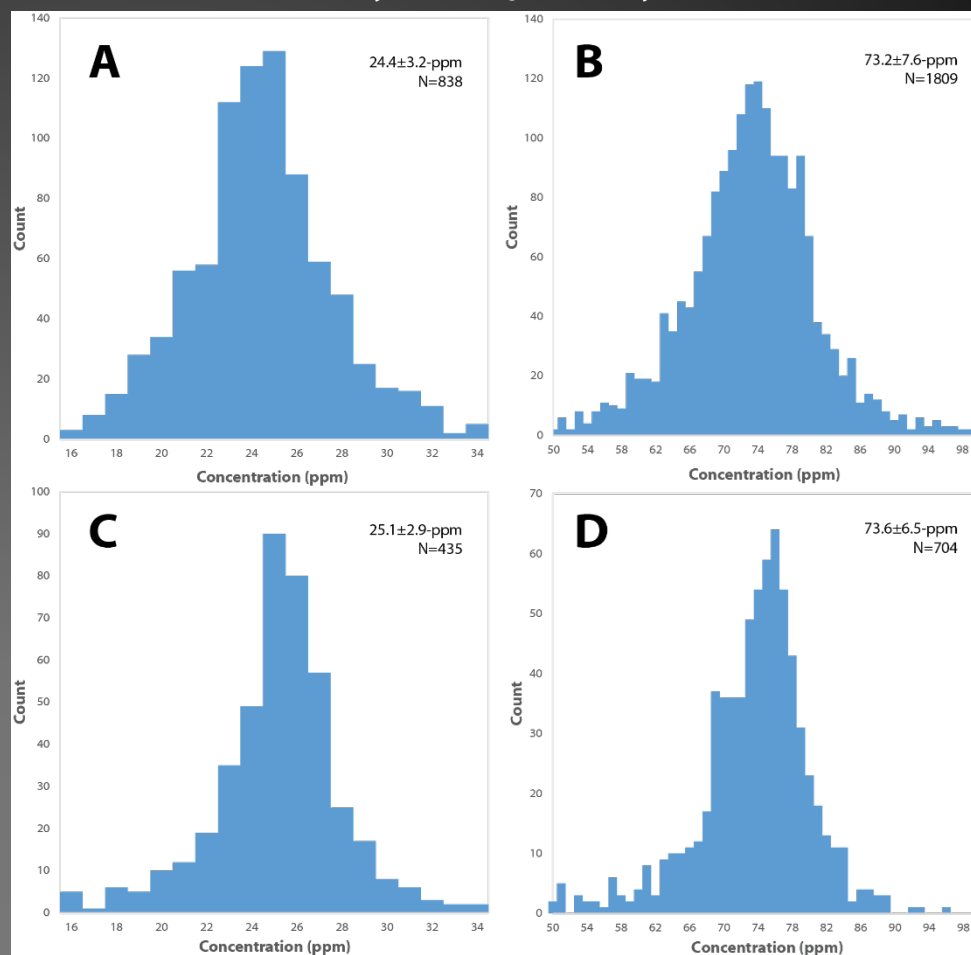 A
24.4±3.2-ppm
N=838
140
120
100
80
60
40
20
0
Count
16 18 20 22 24 26 28 30 32 34
Concentration (ppm)
B
73.2±7.6-ppm
N=1809
140
120
100
80
60
40
20
0
Count
50 54 58 62 66 70 74 78 82 86 90 94 98
Concentration (ppm)
C
25.1±2.9-ppm
N=435
100
90
80
70
60
50
40
30
20
10
0
Count
16 18 20 22 24 26 28 30 32 34
Concentration (ppm)
D
73.6±6.5-ppm
N=704
70
60
50
40
30
20
10
0
Count
50 54 58 62 66 70 74 78 82 86 90 94 98
Concentration (ppm)